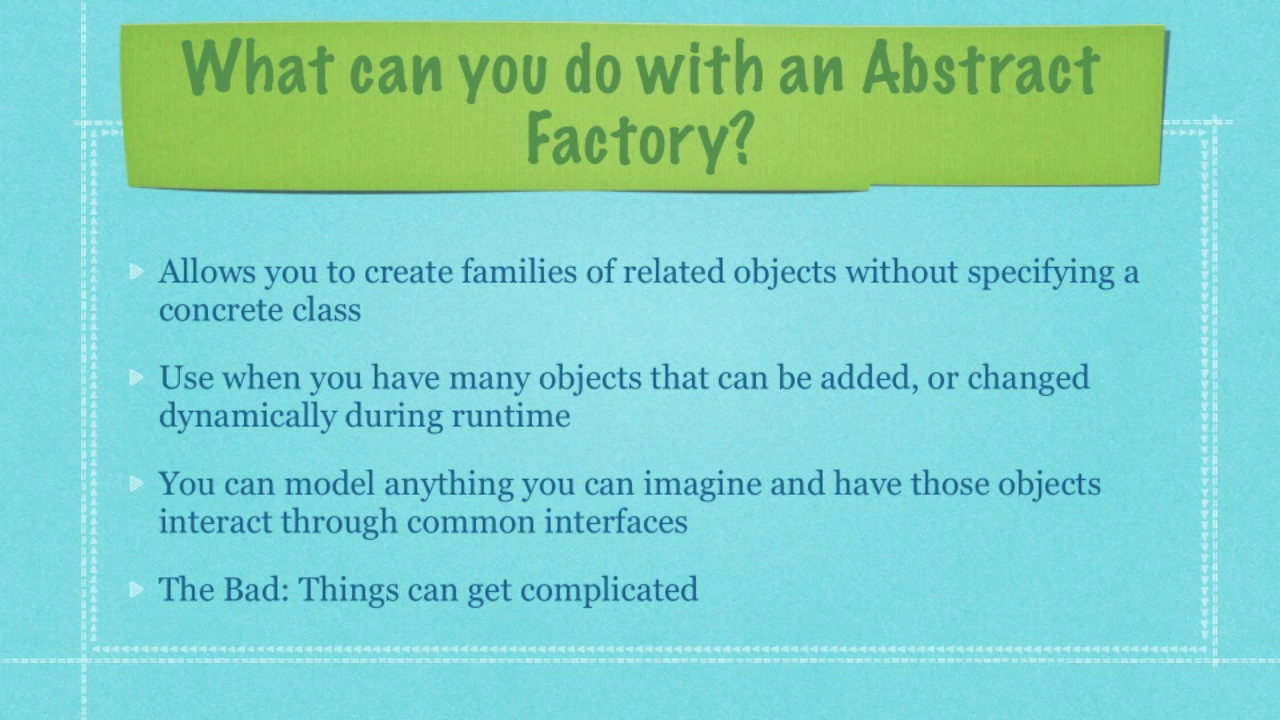 What can you do with an Abstract
Factory?
Allows you to create families of related objects without specifying a
concrete class
Use when you have many objects that can be added, or changed
dynamically during runtime
You can model anything you can imagine and have those objects
interact through common interfaces
The Bad: Things can get complicated